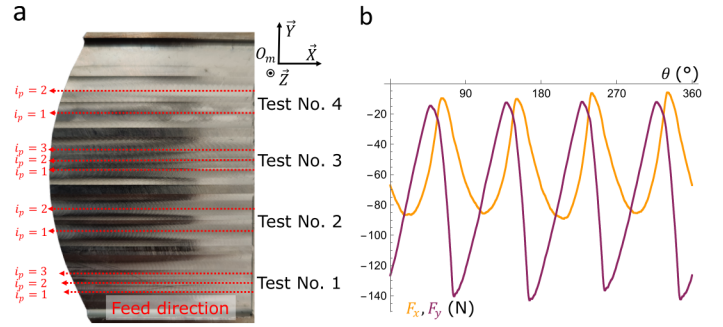 a
Y
O_m
X
Z
i_p = 2
i_p = 1
Test No. 4
i_p = 3
i_p = 2
i_p = 1
Test No. 3
i_p = 2
i_p = 1
Test No. 2
i_p = 3
i_p = 2
i_p = 1
Test No. 1
Feed direction
b
θ (°)
90 180 270 360
-20
-40
-60
-80
-100
-120
-140
F_x, F_y (N)